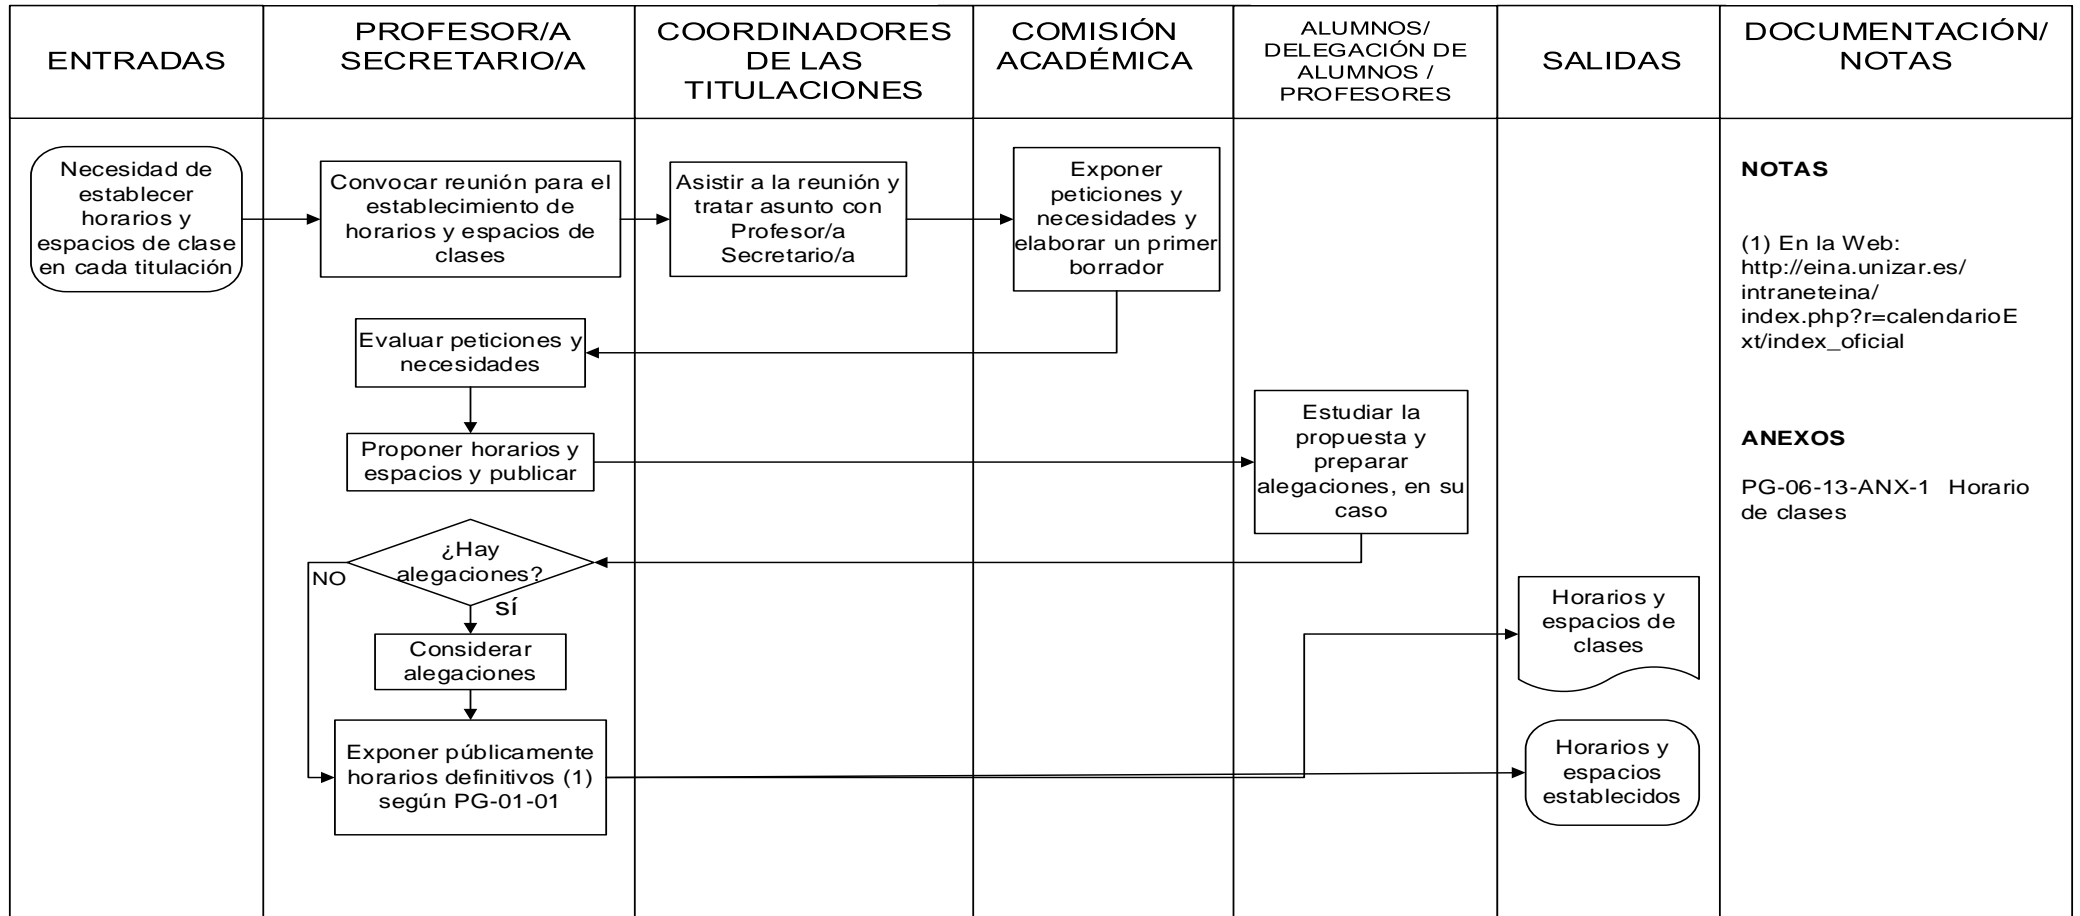 ENTRADAS
PROFESOR/A
SECRETARIO/A
COORDINADORES
DE LAS
TITULACIONES
COMISIÓN
ACADÉMICA
ALUMNOS/
DELEGACIÓN DE
ALUMNOS /
PROFESORES
SALIDAS
DOCUMENTACIÓN/
NOTAS
Necesidad de
establecer
horarios y
espacios de clase
en cada titulación
Convocar reunión para el
establecimiento de
horarios y espacios de
clases
Asistir a la reunión y
tratar asunto con
Profesor/a
Secretario/a
Exponer
peticiones y
necesidades y
elaborar un primer
borrador
Evaluar peticiones y
necesidades
Proponer horarios y
espacios y publicar
Estudiar la
propuesta y
preparar
alegaciones, en su
caso
¿Hay
alegaciones?
NO
SÍ
Considerar
alegaciones
Exponer públicamente
horarios definitivos (1)
según PG-01-01
Horarios y
espacios de
clases
Horarios y
espacios
establecidos
NOTAS
(1) En la Web:
http://eina.unizar.es/
intraneteina/
index.php?r=calendarioE
xt/index_oficial
ANEXOS
PG-06-13-ANX-1 Horario
de clases